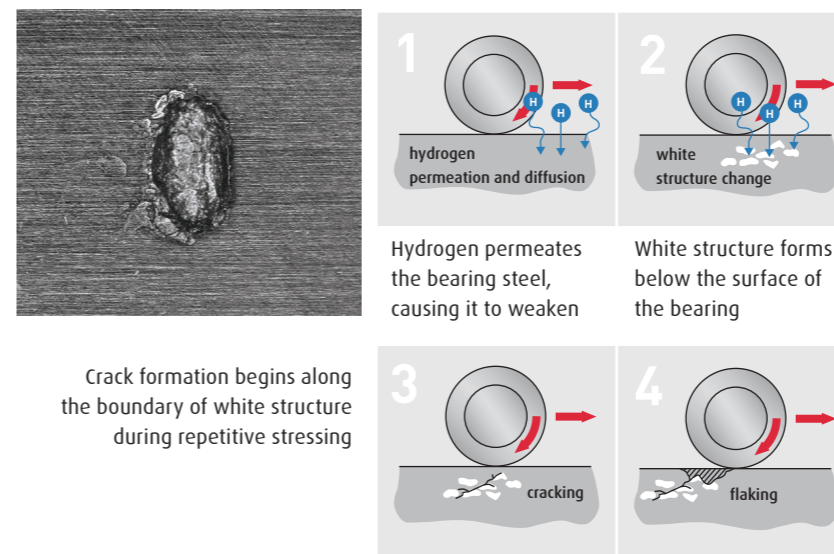 1
H
H
H
hydrogen
permeation and diffusion
2
H
H
H
white
structure change
Hydrogen permeates
the bearing steel,
causing it to weaken
White structure forms
below the surface of
the bearing
Crack formation begins along
the boundary of white structure
during repetitive stressing
3
cracking
4
flaking